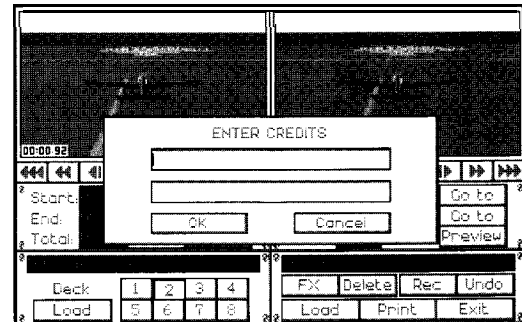 ENTER CREDITS
00:00.92
Start:
Go to
End:
OK
Cancel
Go to
Total:
Preview
Deck
1 2 3 4
FX Delete Rec Undo
Load
5 6 7 8
Load Print Exit